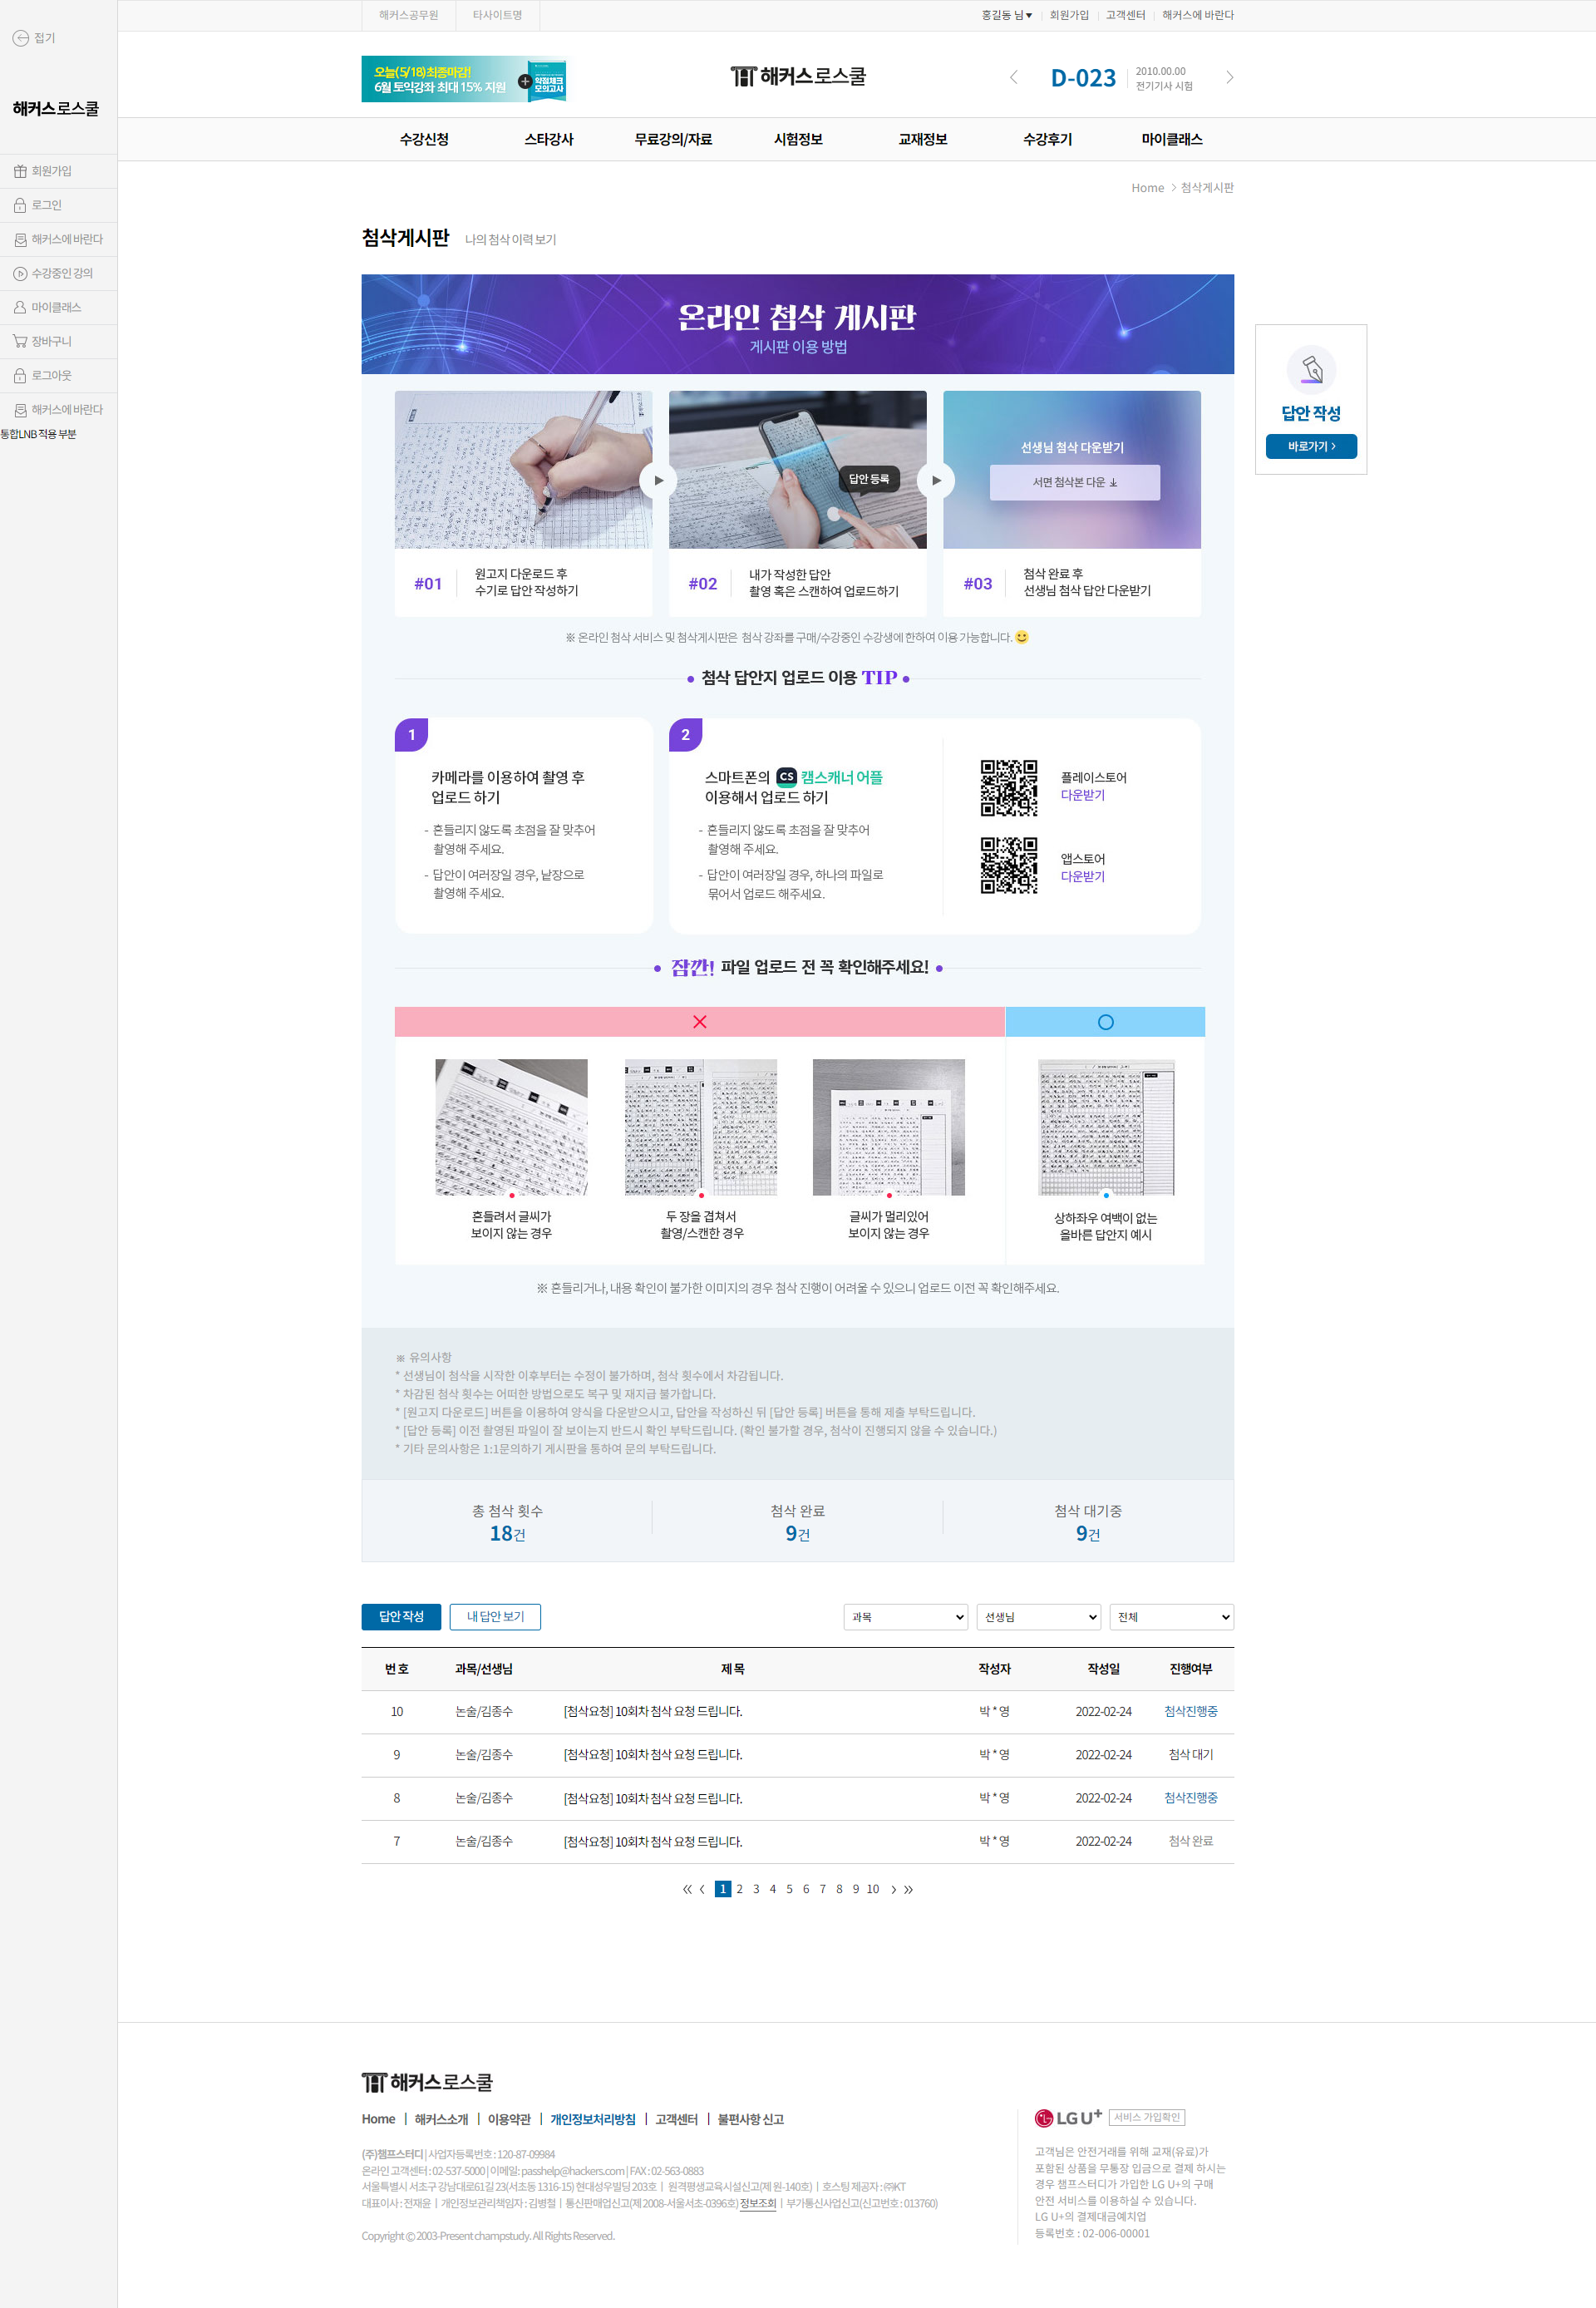 접기
해커스로스쿨
회원가입
로그인
해커스에 바란다
수강중인 강의
마이클래스
장바구니
로그아웃
해커스에 바란다
통합LNB 적용 부분
해커스공무원
타사이트명
홍길동 님▼
회원가입
고객센터
해커스에 바란다
오늘(5/18) 최종마감!
6월 토익강좌 최대 15% 지원
약점체크
모의고사
해커스로스쿨
D-023
2010.00.00
전기기사 시험
수강신청
스타강사
무료강의/자료
시험정보
교재정보
수강후기
마이클래스
Home > 첨삭게시판
첨삭게시판
나의 첨삭 이력 보기
온라인 첨삭 게시판
게시판 이용 방법
답안 작성
바로가기 >
답안 등록
선생님 첨삭 다운받기
서면 첨삭본 다운
#01
원고지 다운로드 후
수기로 답안 작성하기
#02
내가 작성한 답안
촬영 혹은 스캔하여 업로드하기
#03
첨삭 완료 후
선생님 첨삭 답안 다운받기
※ 온라인 첨삭 서비스 및 첨삭게시판은 첨삭 강좌를 구매/수강중인 수강생에 한하여 이용 가능합니다.
첨삭 답안지 업로드 이용 TIP
1
카메라를 이용하여 촬영 후
업로드 하기
- 흔들리지 않도록 초점을 잘 맞추어
촬영해 주세요.
- 답안이 여러장일 경우, 낱장으로
촬영해 주세요.
2
스마트폰의 CS 캠스캐너 어플
이용해서 업로드 하기
- 흔들리지 않도록 초점을 잘 맞추어
촬영해 주세요.
- 답안이 여러장일 경우, 하나의 파일로
묶어서 업로드 해주세요.
플레이스토어
다운받기
앱스토어
다운받기
잠깐! 파일 업로드 전 꼭 확인해주세요!
흔들려서 글씨가
보이지 않는 경우
두 장을 겹쳐서
촬영/스캔한 경우
글씨가 멀리있어
보이지 않는 경우
상하좌우 여백이 없는
올바른 답안지 예시
※ 흔들리거나, 내용 확인이 불가한 이미지의 경우 첨삭 진행이 어려울 수 있으니 업로드 이전 꼭 확인해주세요.
※ 유의사항
* 선생님이 첨삭을 시작한 이후부터는 수정이 불가하며, 첨삭 횟수에서 차감됩니다.
* 차감된 첨삭 횟수는 어떠한 방법으로도 복구 및 재지급 불가합니다.
* [원고지 다운로드] 버튼을 이용하여 양식을 다운받으시고, 답안을 작성하신 뒤 [답안 등록] 버튼을 통해 제출 부탁드립니다.
* [답안 등록] 이전 촬영된 파일이 잘 보이는지 반드시 확인 부탁드립니다. (확인 불가할 경우, 첨삭이 진행되지 않을 수 있습니다.)
* 기타 문의사항은 1:1문의하기 게시판을 통하여 문의 부탁드립니다.
총 첨삭 횟수
18건
첨삭 완료
9건
첨삭 대기중
9건
답안 작성
내 답안 보기
과목
선생님
전체
번 호 과목/선생님 제 목 작성자 작성일 진행여부
10 논술/김종수 [첨삭요청] 10회차 첨삭 요청 드립니다. 박 * 영 2022-02-24 첨삭진행중
9 논술/김종수 [첨삭요청] 10회차 첨삭 요청 드립니다. 박 * 영 2022-02-24 첨삭 대기
8 논술/김종수 [첨삭요청] 10회차 첨삭 요청 드립니다. 박 * 영 2022-02-24 첨삭진행중
7 논술/김종수 [첨삭요청] 10회차 첨삭 요청 드립니다. 박 * 영 2022-02-24 첨삭 완료
1 2 3 4 5 6 7 8 9 10
해커스로스쿨
Home | 해커스소개 | 이용약관 | 개인정보처리방침 | 고객센터 | 불편사항 신고
(주)챔프스터디 | 사업자등록번호 : 120-87-09984
온라인 고객센터 : 02-537-5000 | 이메일: passhelp@hackers.com | FAX : 02-563-0883
서울특별시 서초구 강남대로61길 23(서초동 1316-15) 현대성우빌딩 203호 | 원격평생교육시설신고(제 원-140호) | 호스팅 제공자 : ㈜KT
대표이사 : 전재윤 | 개인정보관리책임자 : 김병철 | 통신판매업신고(제 2008-서울서초-0396호) 정보조회 | 부가통신사업신고(신고번호 : 013760)
Copyright © 2003-Present champstudy. All Rights Reserved.
LG U+ 서비스 가입확인
고객님은 안전거래를 위해 교재(유료)가
포함된 상품을 무통장 입금으로 결제 하시는
경우 챔프스터디가 가입한 LG U+의 구매
안전 서비스를 이용하실 수 있습니다.
LG U+의 결제대금예치업
등록번호 : 02-006-00001